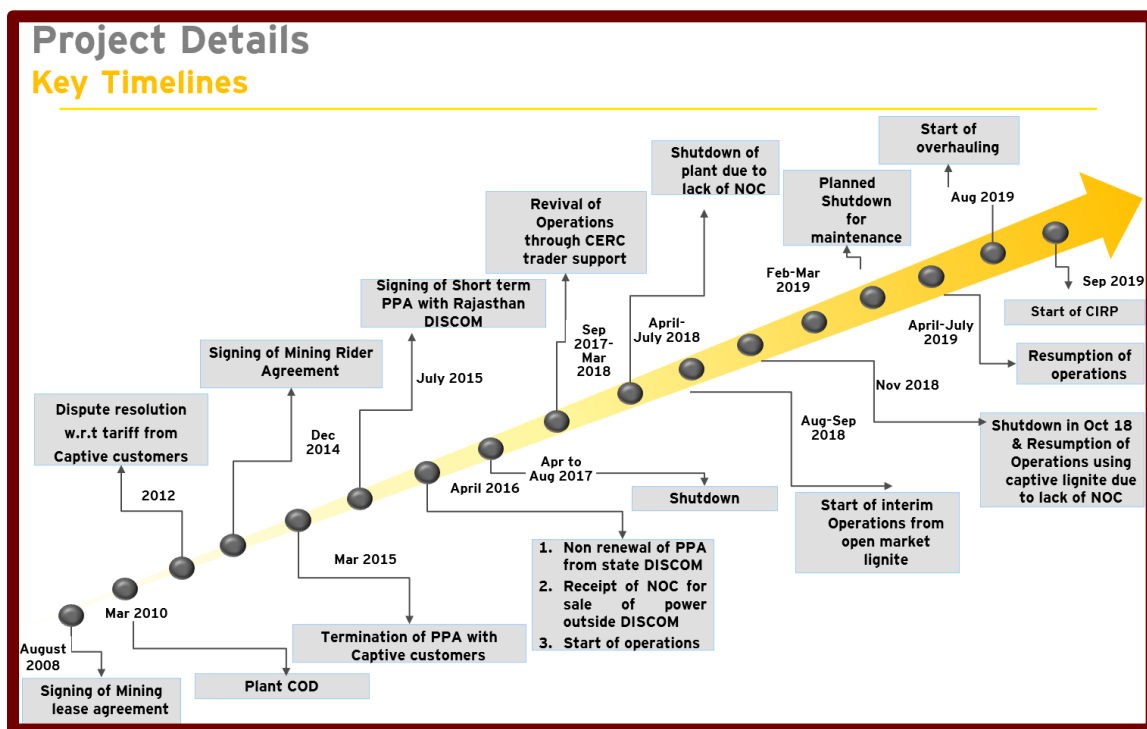 Project Details
Key Timelines
August
2008
Signing of Mining
lease agreement
Mar 2010
Plant COD
2012
Dispute resolution
w.r.t tariff from
Captive customers
Dec
2014
Signing of Mining Rider
Agreement
Mar 2015
Termination of PPA with
Captive customers
July 2015
Signing of Short term
PPA with Rajasthan
DISCOM
April 2016
1. Non renewal of PPA
from state DISCOM
2. Receipt of NOC for
sale of power
outside DISCOM
3. Start of operations
Apr to
Aug 2017
Shutdown
Sep
2017-
Mar
2018
Revival of
Operations
through CERC
trader support
April-
July 2018
Shutdown of
plant due to
lack of NOC
Aug-Sep
2018
Start of interim
Operations from
open market
lignite
Nov 2018
Shutdown in Oct 18
& Resumption of
Operations using
captive lignite due
to lack of NOC
Feb-Mar
2019
Planned
Shutdown
for
maintenance
April-July
2019
Resumption of
operations
Aug 2019
Start of
overhauling
Sep 2019
Start of CIRP